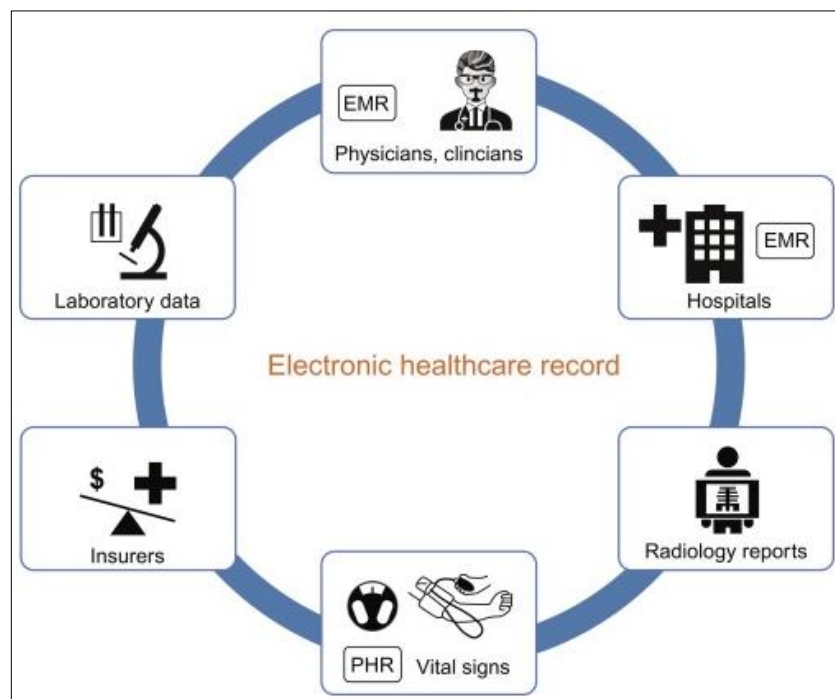 EMR
Physicians, clincians
EMR
Hospitals
Laboratory data
Electronic healthcare record
$
Insurers
Radiology reports
PHR
Vital signs